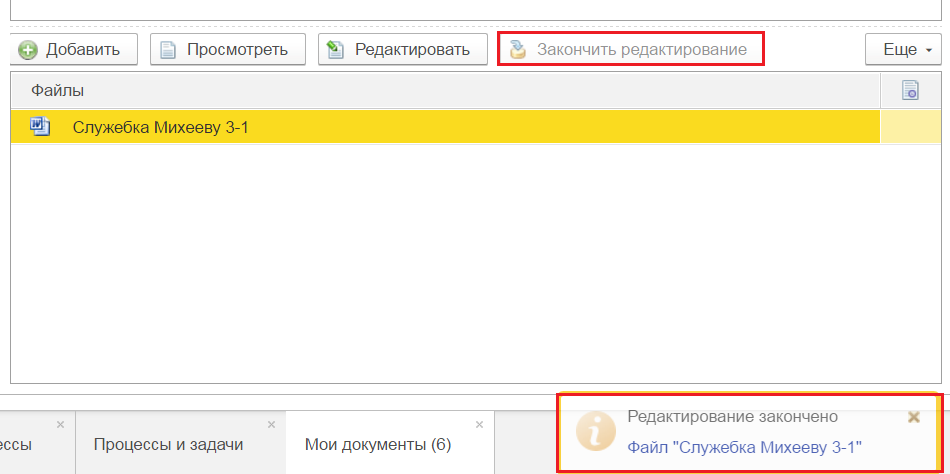 Добавить Просмотреть Редактировать Закончить редактирование Еще
Файлы
Служебка Михееву 3-1
Редактирование закончено
ессы Процессы и задачи Мои документы (6) Файл "Служебка Михееву 3-1"